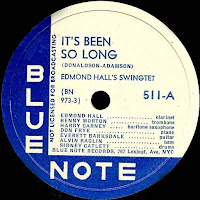 IT'S BEEN
SO LONG
(DONALDSON-ADAMSON)
EDMOND HALL'S SWINGTET
(BN
973-3)
511-A
EDMOND HALL clarinet
BENNY MORTON trombone
HARRY CARNEY baritone saxophone
DON FRYE piano
EVERETT BARKSDALE guitar
ALVIN RAGLIN bass
SIDNEY CATLETT drums
BLUE NOTE RECORDS, 767 Lexingt. Ave, NYC
BLUE
NOTE
NOT LICENSED FOR BROADCASTING